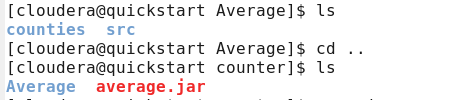 [cloudera@quickstart Average]$ ls
counties  src
[cloudera@quickstart Average]$ cd ..
[cloudera@quickstart counter]$ ls
Average  average.jar